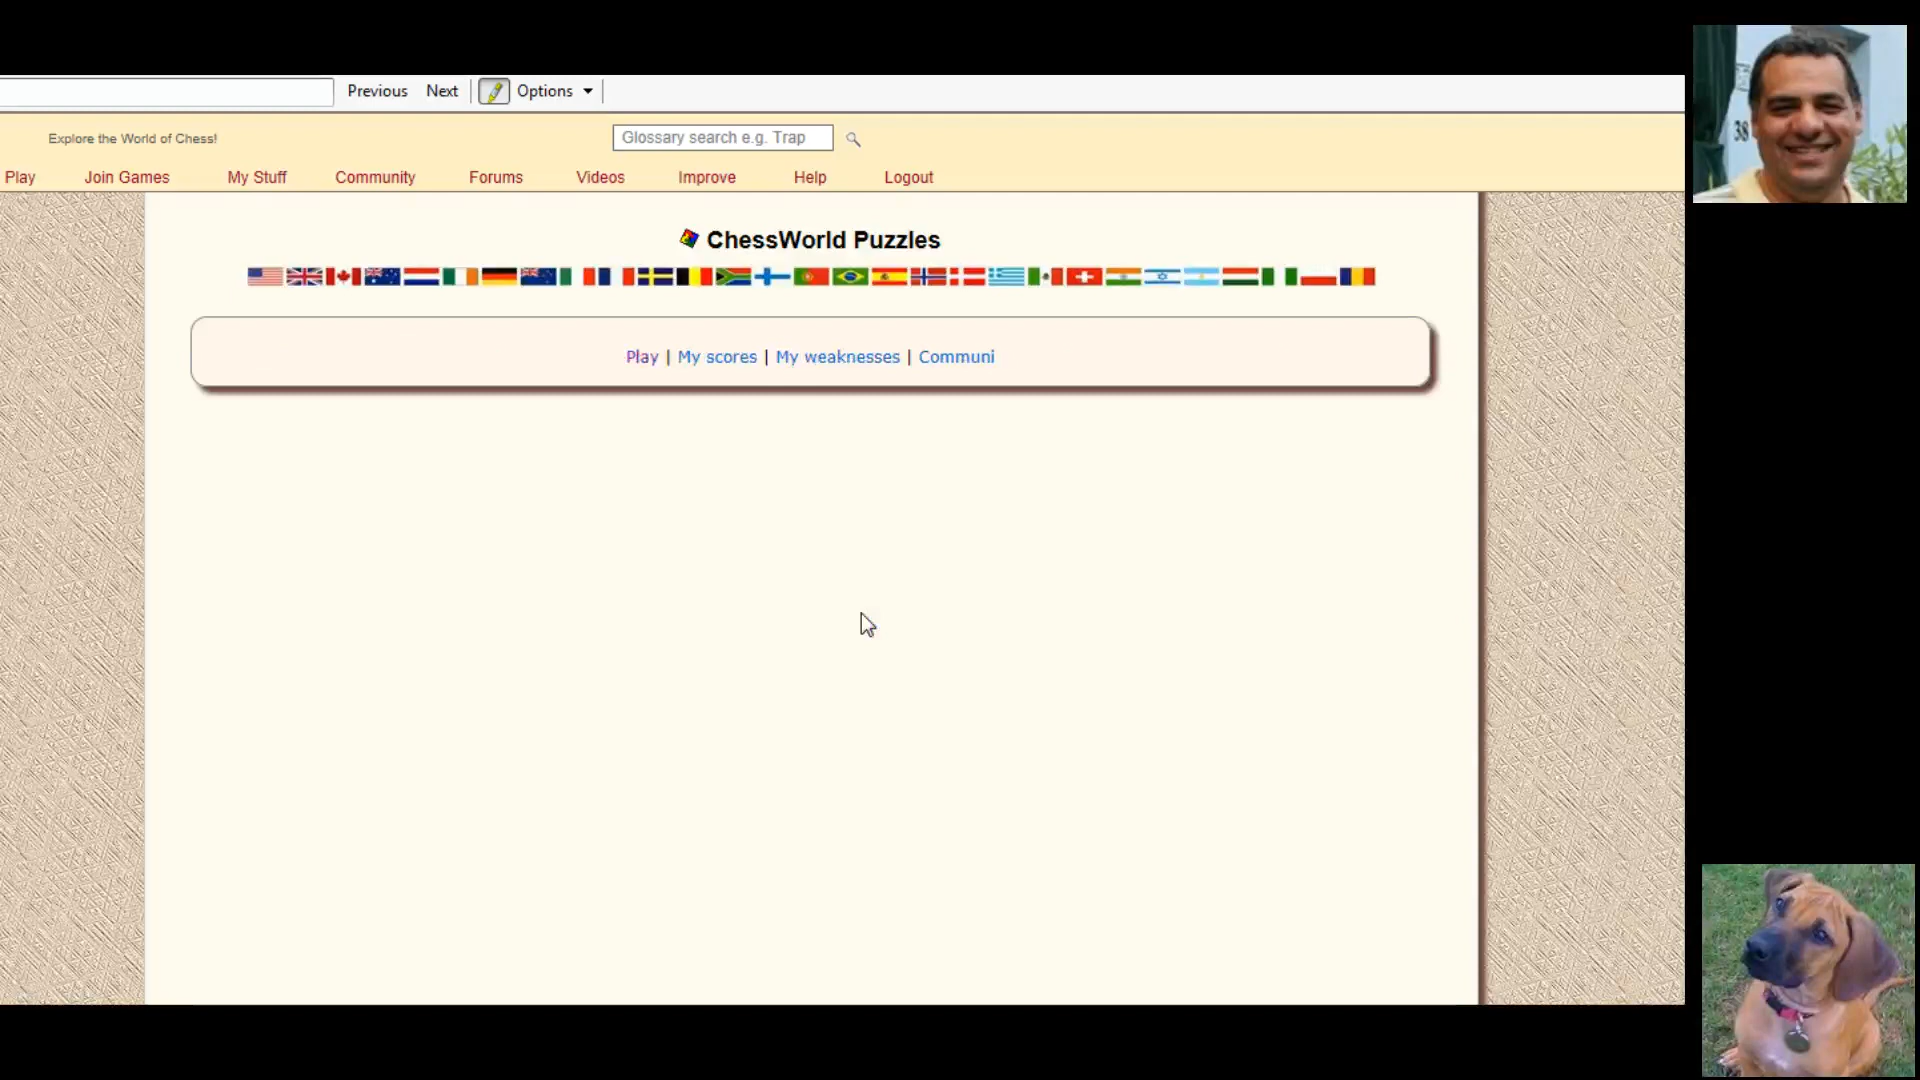 Previous Next Options
Explore the World of Chess!
Glossary search e.g. Trap
Play Join Games My Stuff Community Forums Videos Improve Help Logout
ChessWorld Puzzles
Play | My scores | My weaknesses | Communi
38